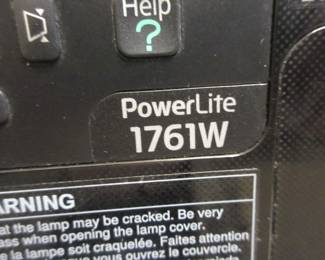 Help
?
PowerLite
1761W
ARNING
at the lamp may be cracked. Be very
ass when opening the lamp cover.
e la lampe soit craquelée. Faites attention
que vous ouvrez le couvercle.